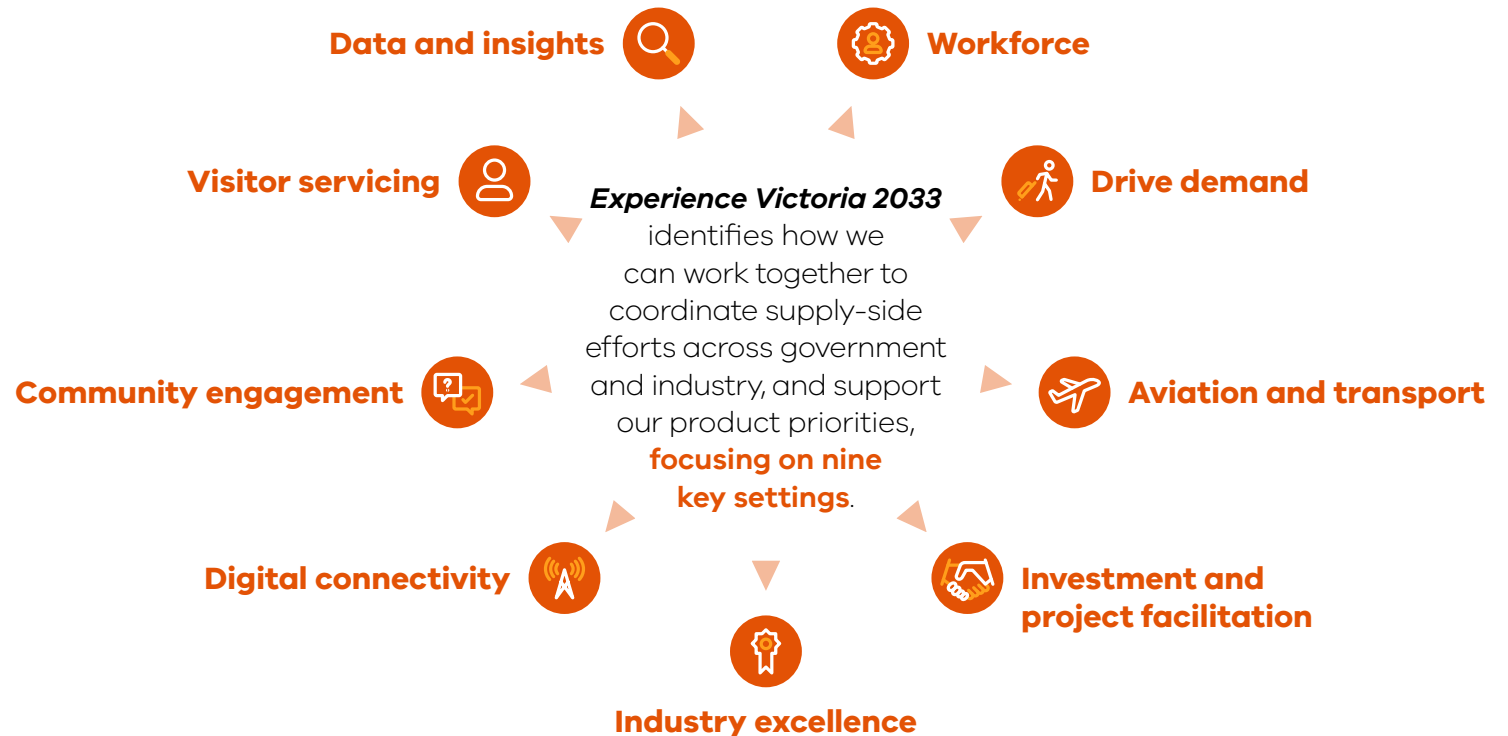 Data and insights
Workforce
Visitor servicing
Drive demand
Experience Victoria 2033
identifies how we
can work together to
coordinate supply-side
efforts across government
and industry, and support
our product priorities,
focusing on nine
key settings.
Community engagement
?
Aviation and transport
Digital connectivity
Investment and
project facilitation
Industry excellence